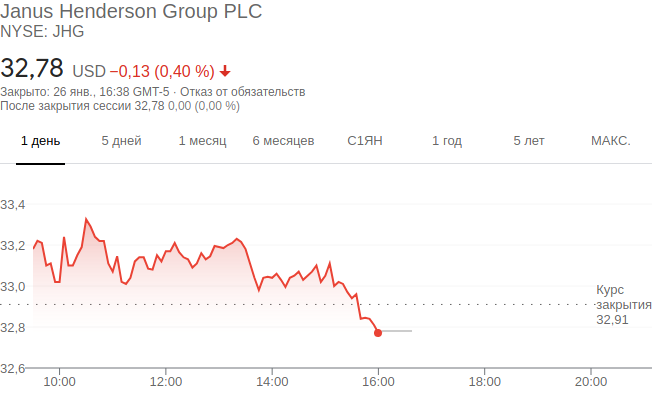 Janus Henderson Group PLC
NYSE: JHG
32,78 USD −0,13 (0,40 %)
Закрыто: 26 янв., 16:38 GMT-5 · Отказ от обязательств
После закрытия сессии 32,78 0,00 (0,00 %)
1 день 5 дней 1 месяц 6 месяцев С1ЯН 1 год 5 лет МАКС.
33,4
33,2
33,0
32,8
32,6
Курс
закрытия
32,91
10:00 12:00 14:00 16:00 18:00 20:00